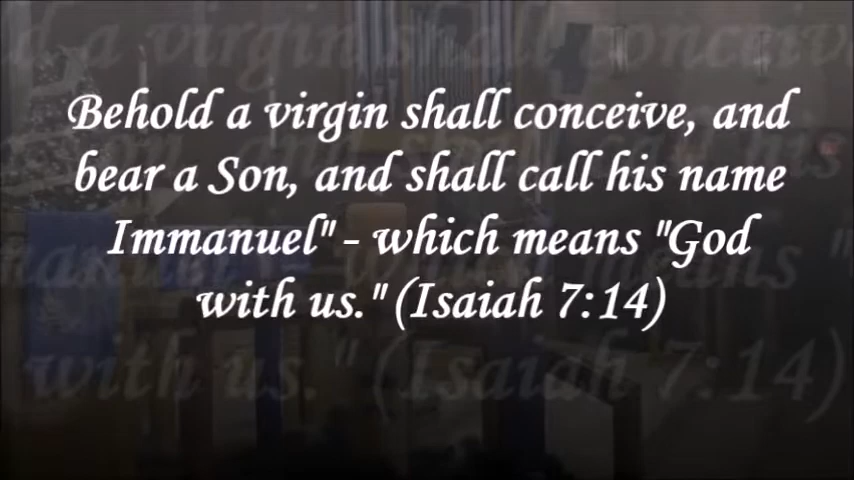 Behold a virgin shall conceive, and
bear a Son, and shall call his name
Immanuel" - which means "God
with us." (Isaiah 7:14)